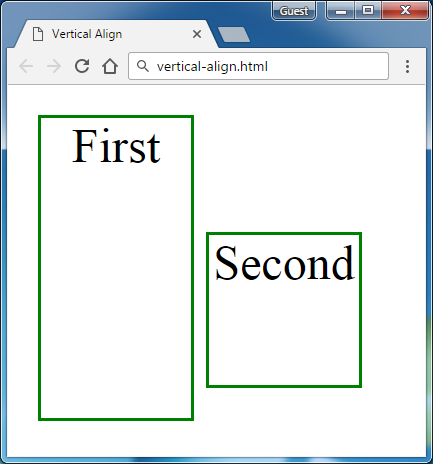 Guest
Vertical Align
vertical-align.html
First
Second